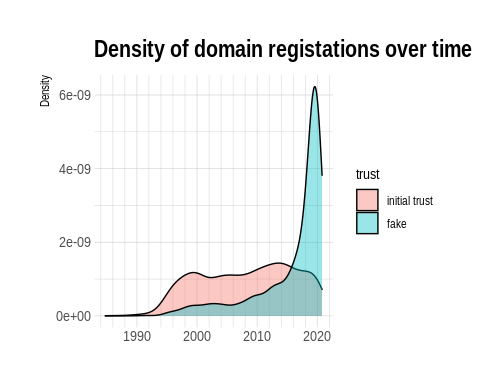 Density of domain registations over time
Density
6e-09
4e-09
2e-09
0e+00
1990 2000 2010 2020
trust
initial trust
fake